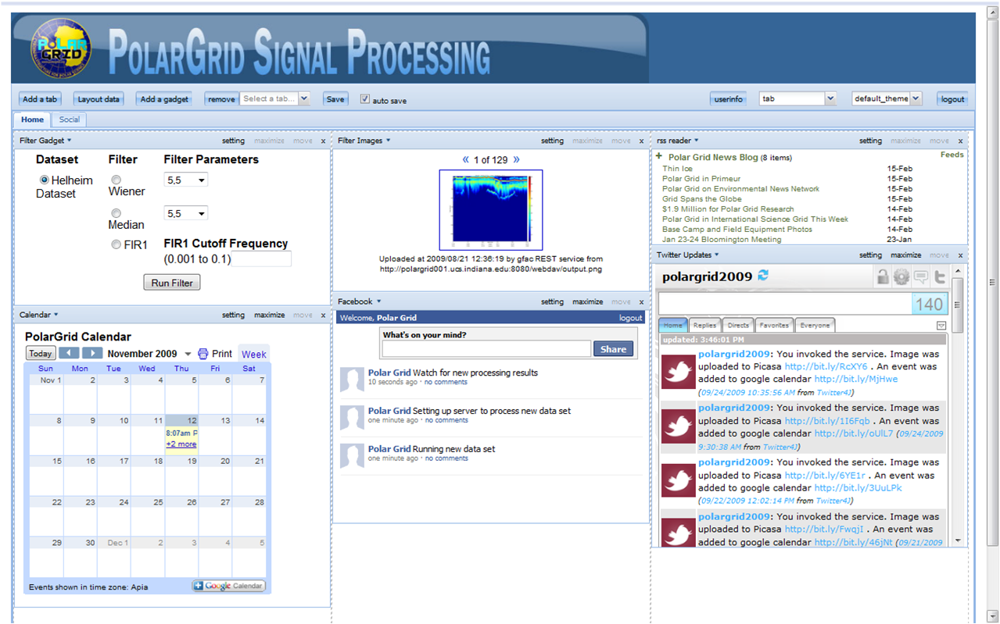 POLAR GRID
POLARGRID SIGNAL PROCESSING
Add a tab Layout data Add a gadget remove Select a tab... Save auto save userinfo tab default_theme logout
Home Social
Filter Gadget setting maximize move x
Dataset Filter Filter Parameters
Helheim Dataset
Wiener 5,5
Median 5,5
FIR1 FIR1 Cutoff Frequency
(0.001 to 0.1)
Run Filter
Calendar setting maximize move x
PolarGrid Calendar
Today November 2009 Print Week
Sun Mon Tue Wed Thu Fri Sat
Nov 1 2 3 4 5 6 7
8 9 10 11 12 13 14
8:07am P
+2 more
15 16 17 18 19 20 21
22 23 24 25 26 27 28
29 30 Dec 1 2 3 4 5
Events shown in time zone: Apia Google Calendar
Filter Images setting maximize move x
« 1 of 129 »
Uploaded at 2009/08/21 12:36:19 by gfac REST service from
http://polargrid001.ucs.indiana.edu:8080/webdav/output.png
Facebook setting maximize move x
Welcome, Polar Grid logout
What's on your mind?
Share
Polar Grid Watch for new processing results
10 seconds ago · no comments
Polar Grid Setting up server to process new data set
one minute ago · no comments
Polar Grid Running new data set
one minute ago · no comments
rss reader setting maximize move x
+ Polar Grid News Blog (8 items) Feeds
Thin Ice 15-Feb
Polar Grid in Primeur 15-Feb
Polar Grid on Environmental News Network 15-Feb
Grid Spans the Globe 15-Feb
$1.9 Million for Polar Grid Research 14-Feb
Polar Grid in International Science Grid This Week 14-Feb
Base Camp and Field Equipment Photos 14-Feb
Jan 23-24 Bloomington Meeting 23-Jan
Twitter Updates setting maximize move x
polargrid2009
140
Home Replies Directs Favorites Everyone
updated: 3:46:01 PM
polargrid2009: You invoked the service. Image was
uploaded to Picasa http://bit.ly/RcXY6 . An event was
added to google calendar http://bit.ly/MjHwe
(09/24/2009 10:35:56 AM from Twitter4J)
polargrid2009: You invoked the service. Image was
uploaded to Picasa http://bit.ly/1I6Fqb . An event was
added to google calendar http://bit.ly/oUlL7 (09/24/2009
9:30:38 AM from Twitter4J)
polargrid2009: You invoked the service. Image was
uploaded to Picasa http://bit.ly/6YE1r . An event was
added to google calendar http://bit.ly/3UuLPk
(09/22/2009 12:02:14 PM from Twitter4J)
polargrid2009: You invoked the service. Image was
uploaded to Picasa http://bit.ly/FwqjI . An event was
added to google calendar http://bit.ly/46jNt (09/21/2009